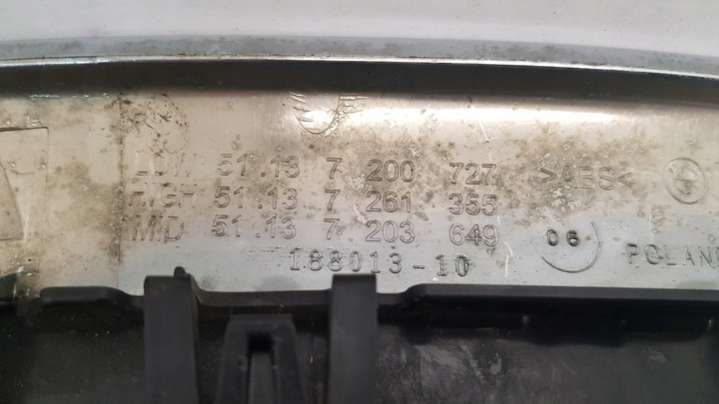 LOW 51.13 7 200 727 >ABS<
HIGH 51.13 7 261 355
MID 51.13 7 203 649 06 POLAND
188013-10